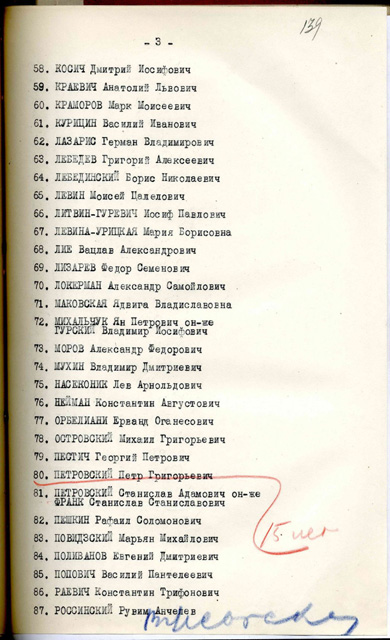 139
- 3 -
58. КОСИЧ Дмитрий Иосифович
59. КРАЕВИЧ Анатолий Львович
60. КРАМОРОВ Марк Моисеевич
61. КУРИЦИН Василий Иванович
62. ЛАЗАРИС Герман Владимирович
63. ЛЕБЕДЕВ Григорий Алексеевич
64. ЛЕБЕДИНСКИЙ Борис Николаевич
65. ЛЕВИН Моисей Цалелович
66. ЛИТВИН-ГУРЕВИЧ Иосиф Павлович
67. ЛЕВИНА-УРИЦКАЯ Мария Борисовна
68. ЛИЕ Вацлав Александрович
69. ЛИЗАРЕВ Федор Семенович
70. ЛОКЕРМАН Александр Самойлович
71. МАКОВСКАЯ Ядвига Владиславовна
72. МИХАЛЬЧУК Ян Петрович он-же
ГУРСКИЙ Владимир Иосифович
73. МОРОВ Александр Федорович
74. МУХИН Владимир Дмитриевич
75. НАСЕКОНИК Лев Арнольдович
76. НЕЙМАН Константин Августович
77. ОРБЕЛИАНИ Ерванд Оганесович
78. ОСТРОВСКИЙ Михаил Григорьевич
79. ПЕСТИЧ Георгий Петрович
80. ПЕТРОВСКИЙ Петр Григорьевич
81. ПЕТРОВСКИЙ Станислав Адамович он-же
ФРАНК Станислав Станиславович
15 лет
82. ПЕШКИН Рафаил Соломонович
83. ПОВИДЗСКИЙ Марьян Михайлович
84. ПОЛИВАНОВ Евгений Дмитриевич
85. ПОПОВИЧ Василий Пантелеевич
86. РАЕВИЧ Константин Трифонович
87. РОССИНСКИЙ Рувим Анчелев